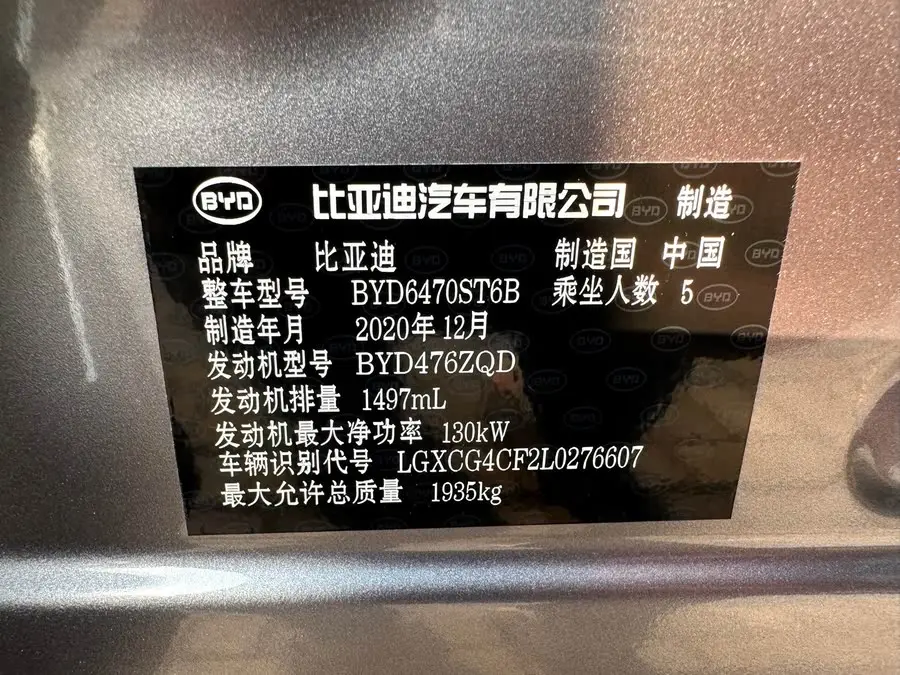 BYD 比亚迪汽车有限公司 制造
品牌 比亚迪 制造国 中国
整车型号 BYD6470ST6B 乘坐人数 5
制造年月 2020年12月
发动机型号 BYD476ZQD
发动机排量 1497mL
发动机最大净功率 130kW
车辆识别代号 LGXCG4CF2L0276607
最大允许总质量 1935kg